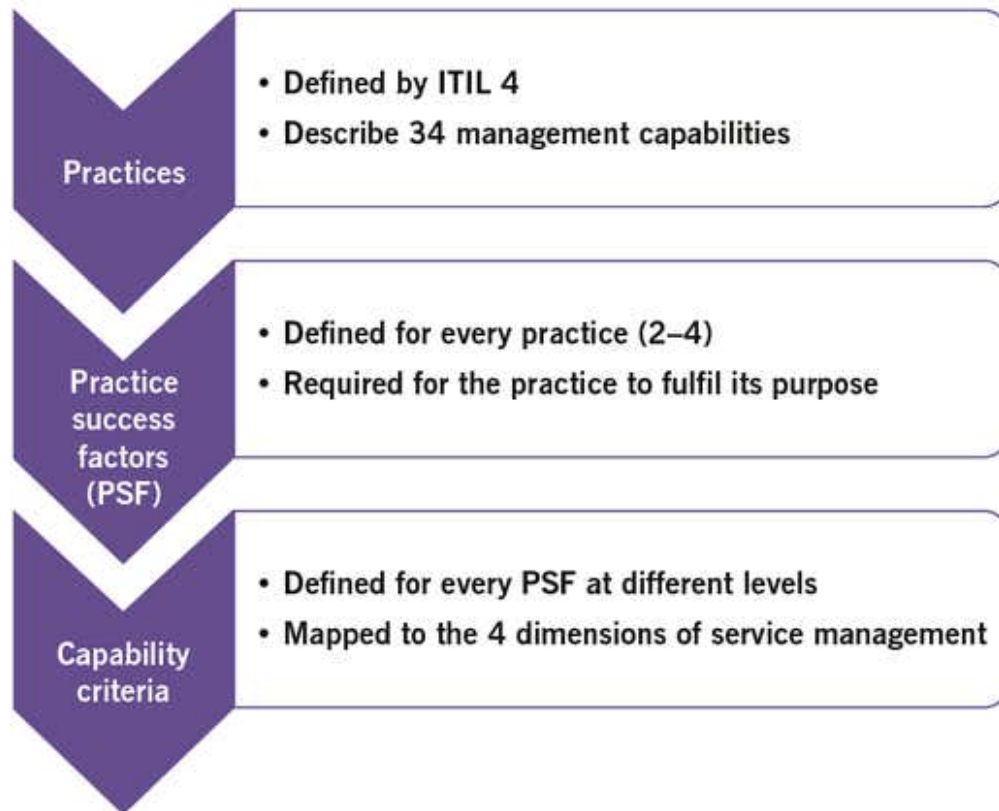 • Defined by ITIL 4
• Describe 34 management capabilities
Practices
• Defined for every practice (2–4)
• Required for the practice to fulfil its purpose
Practice
success
factors
(PSF)
• Defined for every PSF at different levels
• Mapped to the 4 dimensions of service management
Capability
criteria